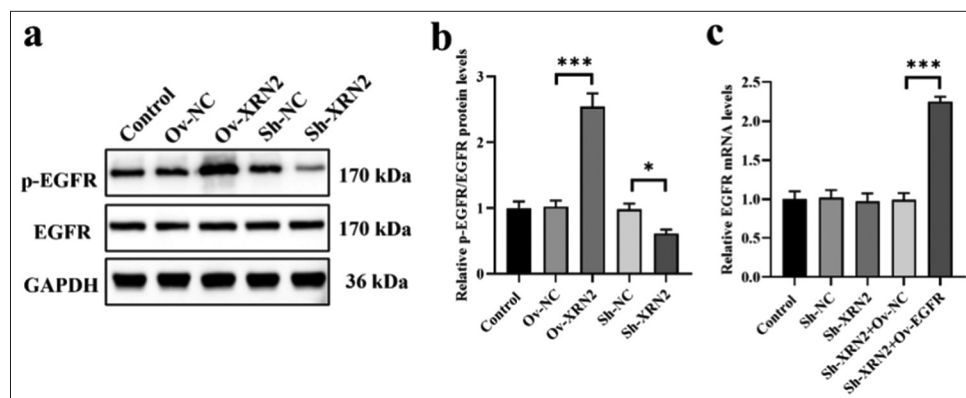 a
Control
Ov-NC
Ov-XRN2
Sh-NC
Sh-XRN2
p-EGFR
170 kDa
EGFR
170 kDa
GAPDH
36 kDa
b
Relative p-EGFR/EGFR protein levels
3
2
1
0
***
*
Control
Ov-NC
Ov-XRN2
Sh-NC
Sh-XRN2
c
Relative EGFR mRNA levels
2.5
2.0
1.5
1.0
0.5
0.0
***
Control
Sh-NC
Sh-XRN2
Sh-XRN2+Ov-NC
Sh-XRN2+Ov-EGFR